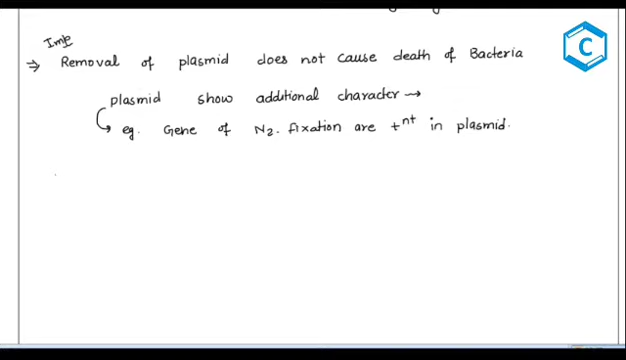 Imp
⇒ Removal of plasmid does not cause death of Bacteria
plasmid show additional character →
↳ eg. Gene of N2. fixation are +nt in plasmid.
C